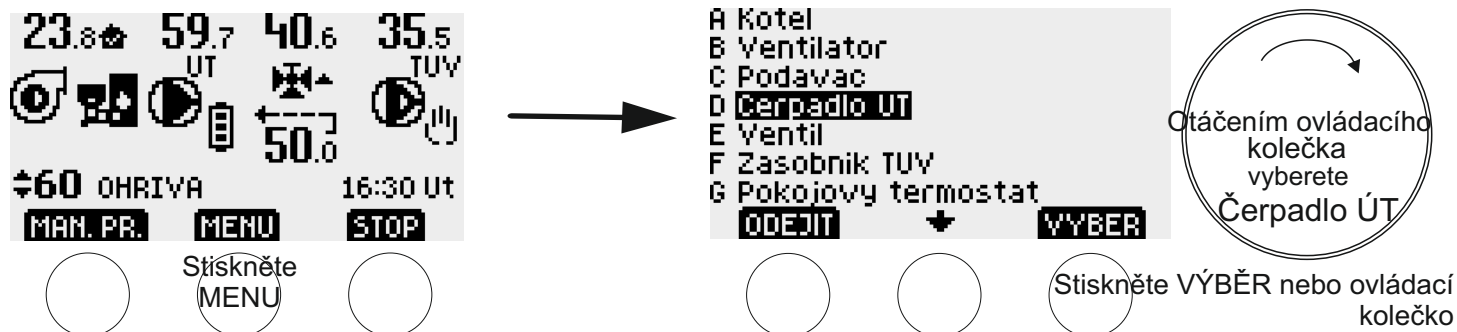 23.8 59.7 40.6 35.5
UT TUV
50.0
60 OHRIVA 16:30 Ut
MAN. PR. MENU STOP
Stiskněte
MENU
A Kotel
B Ventilator
C Podavac
D Cerpadlo UT
E Ventil
F Zasobnik TUV
G Pokojovy termostat
ODEJIT VYBER
Otáčením ovládacího
kolečka
vyberete
Čerpadlo ÚT
Stiskněte VÝBĚR nebo ovládací
kolečko